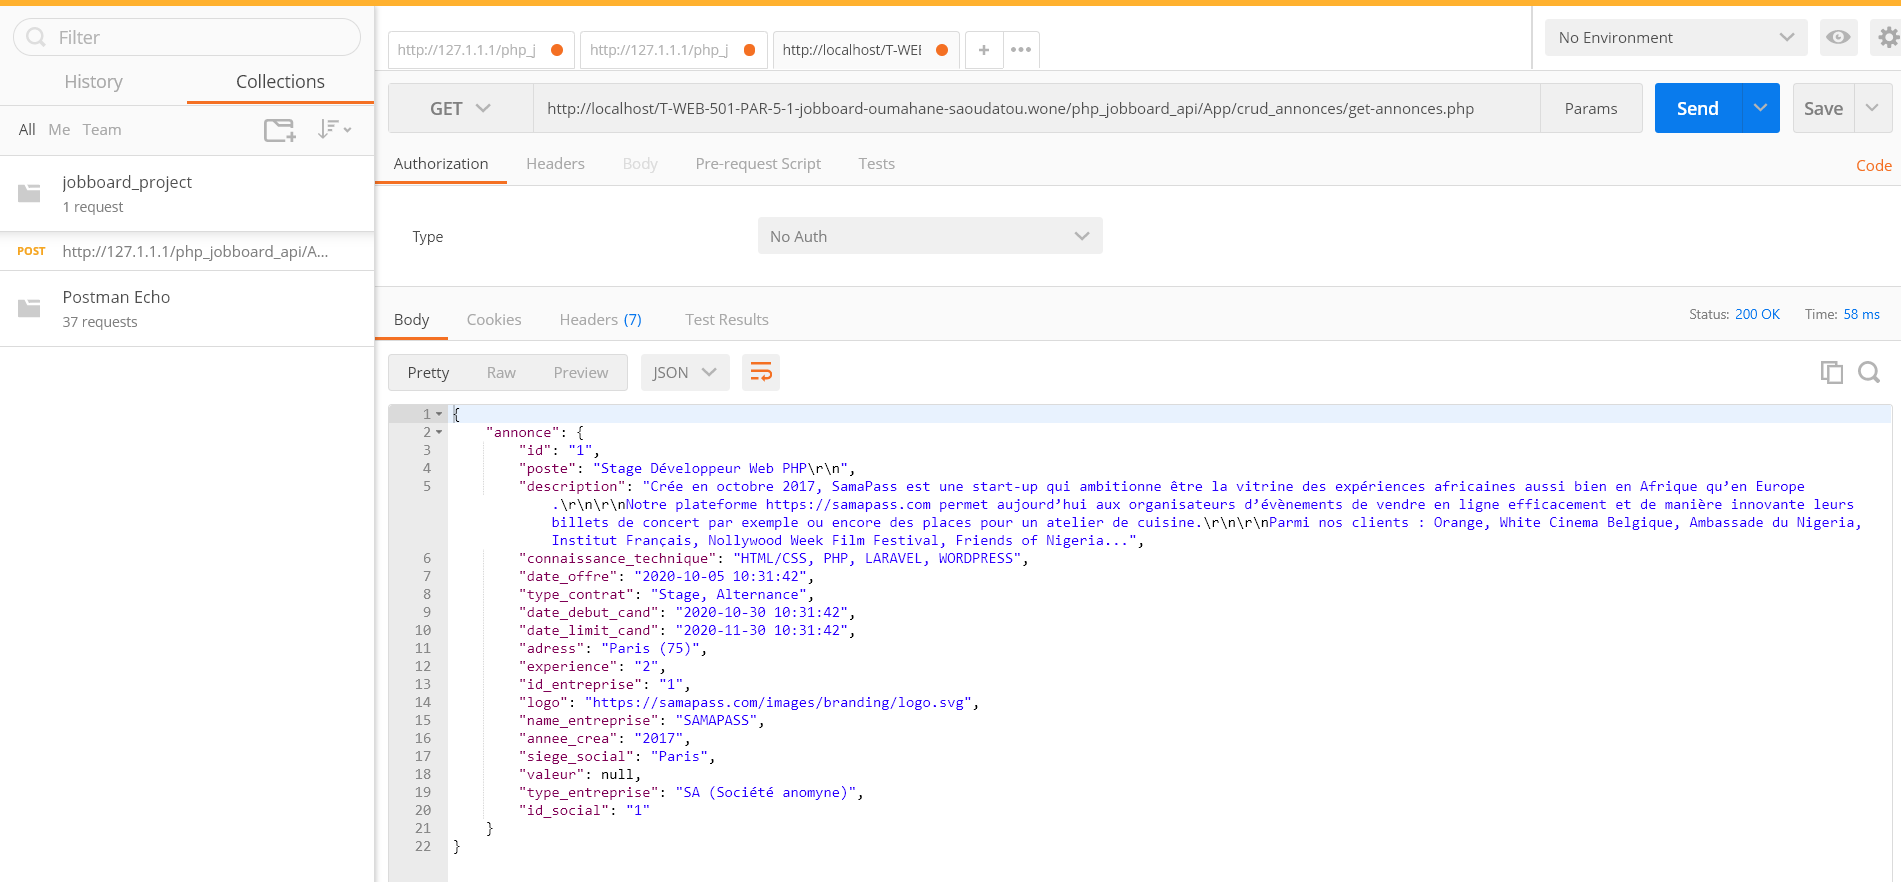 Filter
History
Collections
All Me Team
jobboard_project
1 request
POST http://127.1.1.1/php_jobboard_api/A...
Postman Echo
37 requests
http://127.1.1.1/php_j
http://127.1.1.1/php_j
http://localhost/T-WEI
+
•••
No Environment
GET
http://localhost/T-WEB-501-PAR-5-1-jobboard-oumahane-saoudatou.wone/php_jobboard_api/App/crud_annonces/get-annonces.php
Params
Send
Save
Authorization
Headers
Body
Pre-request Script
Tests
Code
Type
No Auth
Body
Cookies
Headers (7)
Test Results
Status: 200 OK
Time: 58 ms
Pretty
Raw
Preview
JSON
1 {
2 "annonce": {
3 "id": "1",
4 "poste": "Stage Développeur Web PHP\r\n",
5 "description": "Crée en octobre 2017, SamaPass est une start-up qui ambitionne être la vitrine des expériences africaines aussi bien en Afrique qu’en Europe
.\r\n\r\nNotre plateforme https://samapass.com permet aujourd’hui aux organisateurs d’évènements de vendre en ligne efficacement et de manière innovante leurs
billets de concert par exemple ou encore des places pour un atelier de cuisine.\r\n\r\nParmi nos clients : Orange, White Cinema Belgique, Ambassade du Nigeria,
Institut Français, Nollywood Week Film Festival, Friends of Nigeria...",
6 "connaissance_technique": "HTML/CSS, PHP, LARAVEL, WORDPRESS",
7 "date_offre": "2020-10-05 10:31:42",
8 "type_contrat": "Stage, Alternance",
9 "date_debut_cand": "2020-10-30 10:31:42",
10 "date_limit_cand": "2020-11-30 10:31:42",
11 "adress": "Paris (75)",
12 "experience": "2",
13 "id_entreprise": "1",
14 "logo": "https://samapass.com/images/branding/logo.svg",
15 "name_entreprise": "SAMAPASS",
16 "annee_crea": "2017",
17 "siege_social": "Paris",
18 "valeur": null,
19 "type_entreprise": "SA (Société anomyne)",
20 "id_social": "1"
21 }
22 }